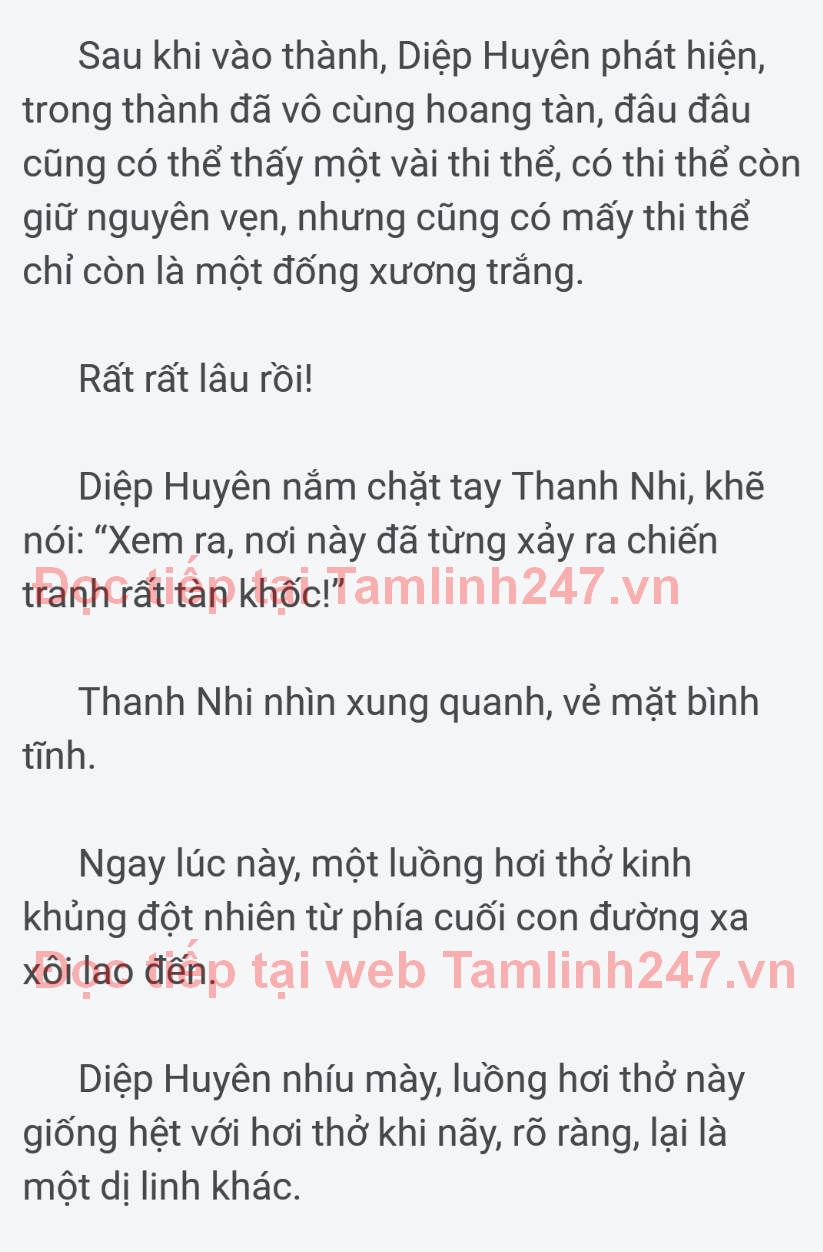 Sau khi vào thành, Diệp Huyên phát hiện,
trong thành đã vô cùng hoang tàn, đâu đâu
cũng có thể thấy một vài thi thể, có thi thể còn
giữ nguyên vẹn, nhưng cũng có mấy thi thể
chỉ còn là một đống xương trắng.
Rất rất lâu rồi!
Diệp Huyên nắm chặt tay Thanh Nhi, khẽ
nói: “Xem ra, nơi này đã từng xảy ra chiến
tranh rất tàn khốc!”
Đọc tiếp tại Tamlinh247.vn
Thanh Nhi nhìn xung quanh, vẻ mặt bình
tĩnh.
Ngay lúc này, một luồng hơi thở kinh
khủng đột nhiên từ phía cuối con đường xa
xôi lao đến.
Đọc tiếp tại web Tamlinh247.vn
Diệp Huyên nhíu mày, luồng hơi thở này
giống hệt với hơi thở khi nãy, rõ ràng, lại là
một dị linh khác.